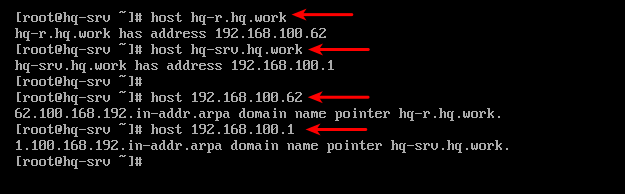 [root@hq-srv ~]# host hq-r.hq.work
hq-r.hq.work has address 192.168.100.62
[root@hq-srv ~]# host hq-srv.hq.work
hq-srv.hq.work has address 192.168.100.1
[root@hq-srv ~]#
[root@hq-srv ~]# host 192.168.100.62
62.100.168.192.in-addr.arpa domain name pointer hq-r.hq.work.
[root@hq-srv ~]# host 192.168.100.1
1.100.168.192.in-addr.arpa domain name pointer hq-srv.hq.work.
[root@hq-srv ~]#